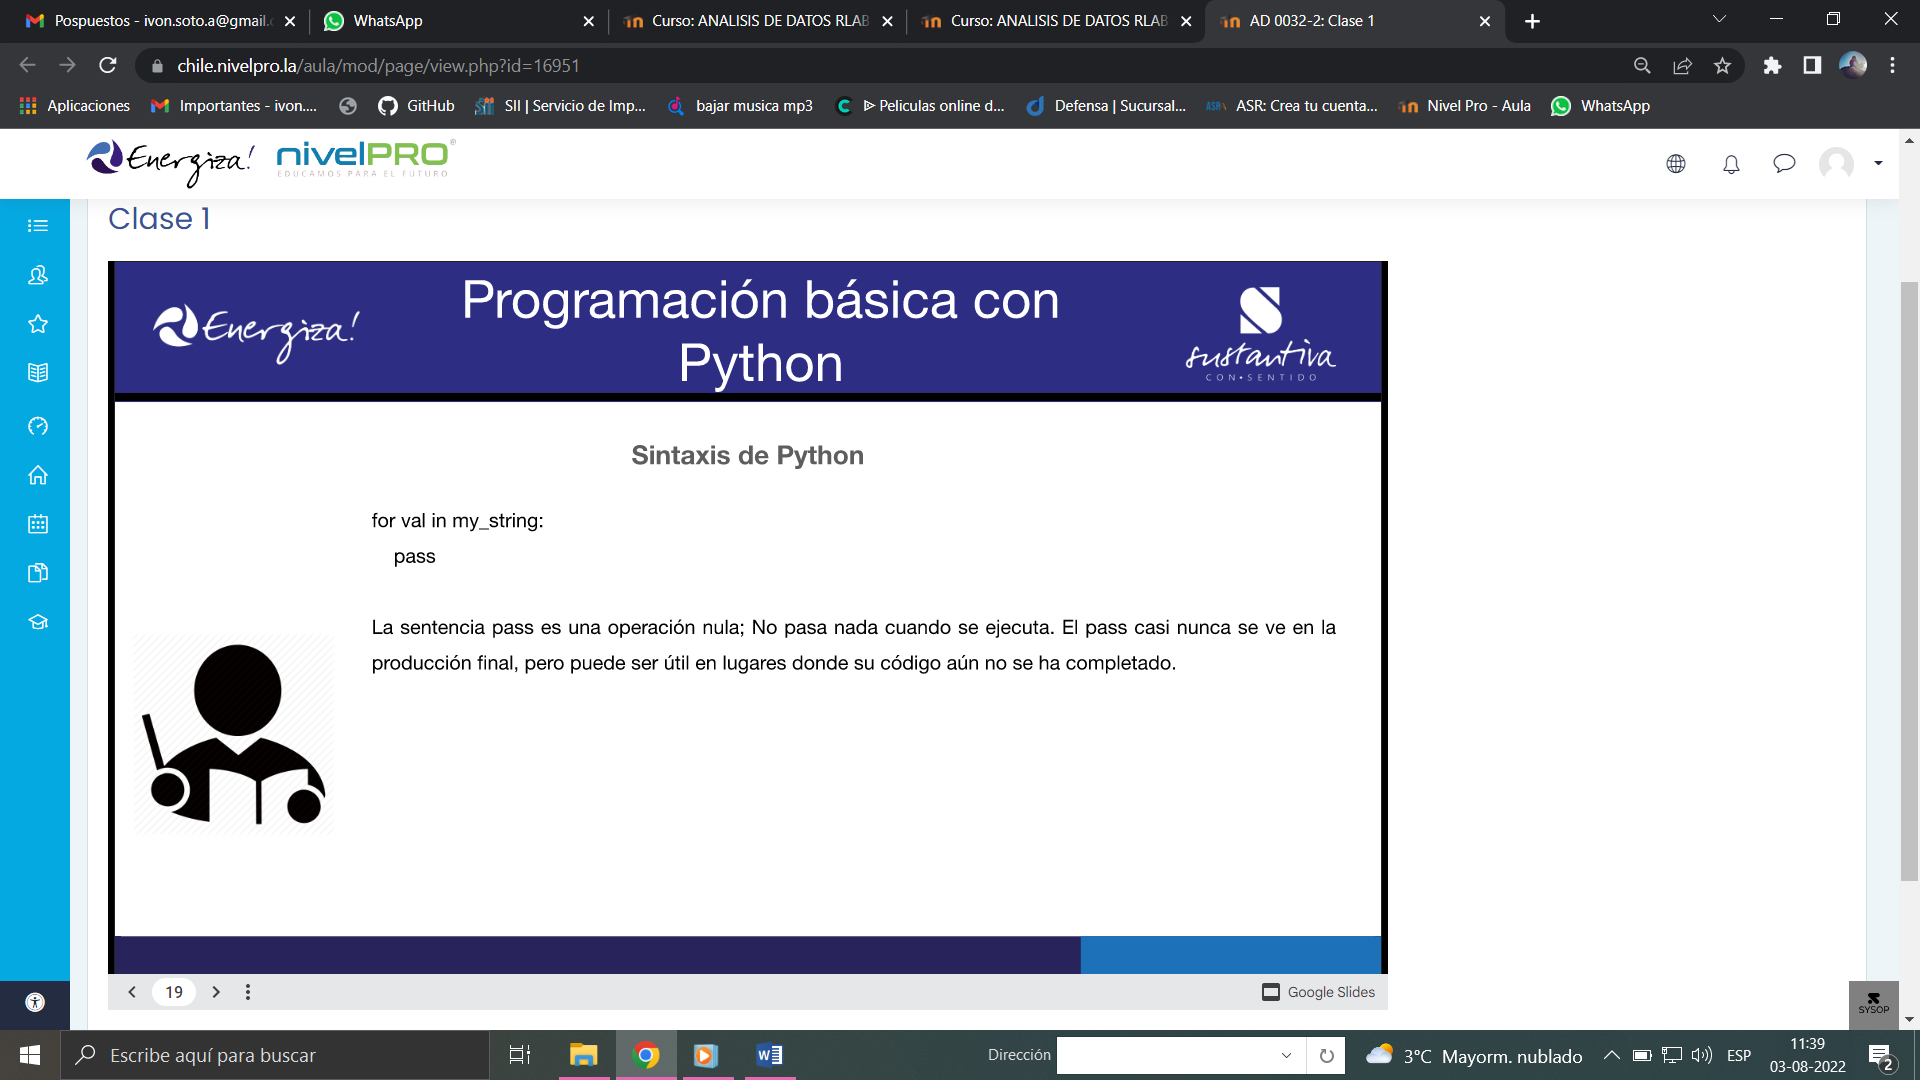 Pospuestos - ivon.soto.a@gmail.c
WhatsApp
Curso: ANALISIS DE DATOS RLAB
Curso: ANALISIS DE DATOS RLAB
AD 0032-2: Clase 1
chile.nivelpro.la/aula/mod/page/view.php?id=16951
Aplicaciones
Importantes - ivon....
GitHub
SII | Servicio de Imp...
bajar musica mp3
Peliculas online d...
Defensa | Sucursal...
ASR: Crea tu cuenta...
Nivel Pro - Aula
WhatsApp
Energiza!
nivelPRO
EDUCAMOS PARA EL FUTURO
Clase 1
Energiza!
Programación básica con
Python
sustantiva
CON•SENTIDO
Sintaxis de Python
for val in my_string:
pass
La sentencia pass es una operación nula; No pasa nada cuando se ejecuta. El pass casi nunca se ve en la
producción final, pero puede ser útil en lugares donde su código aún no se ha completado.
19
Google Slides
SYSOP
Escribe aquí para buscar
Dirección
3°C Mayorm. nublado
ESP
11:39
03-08-2022
2